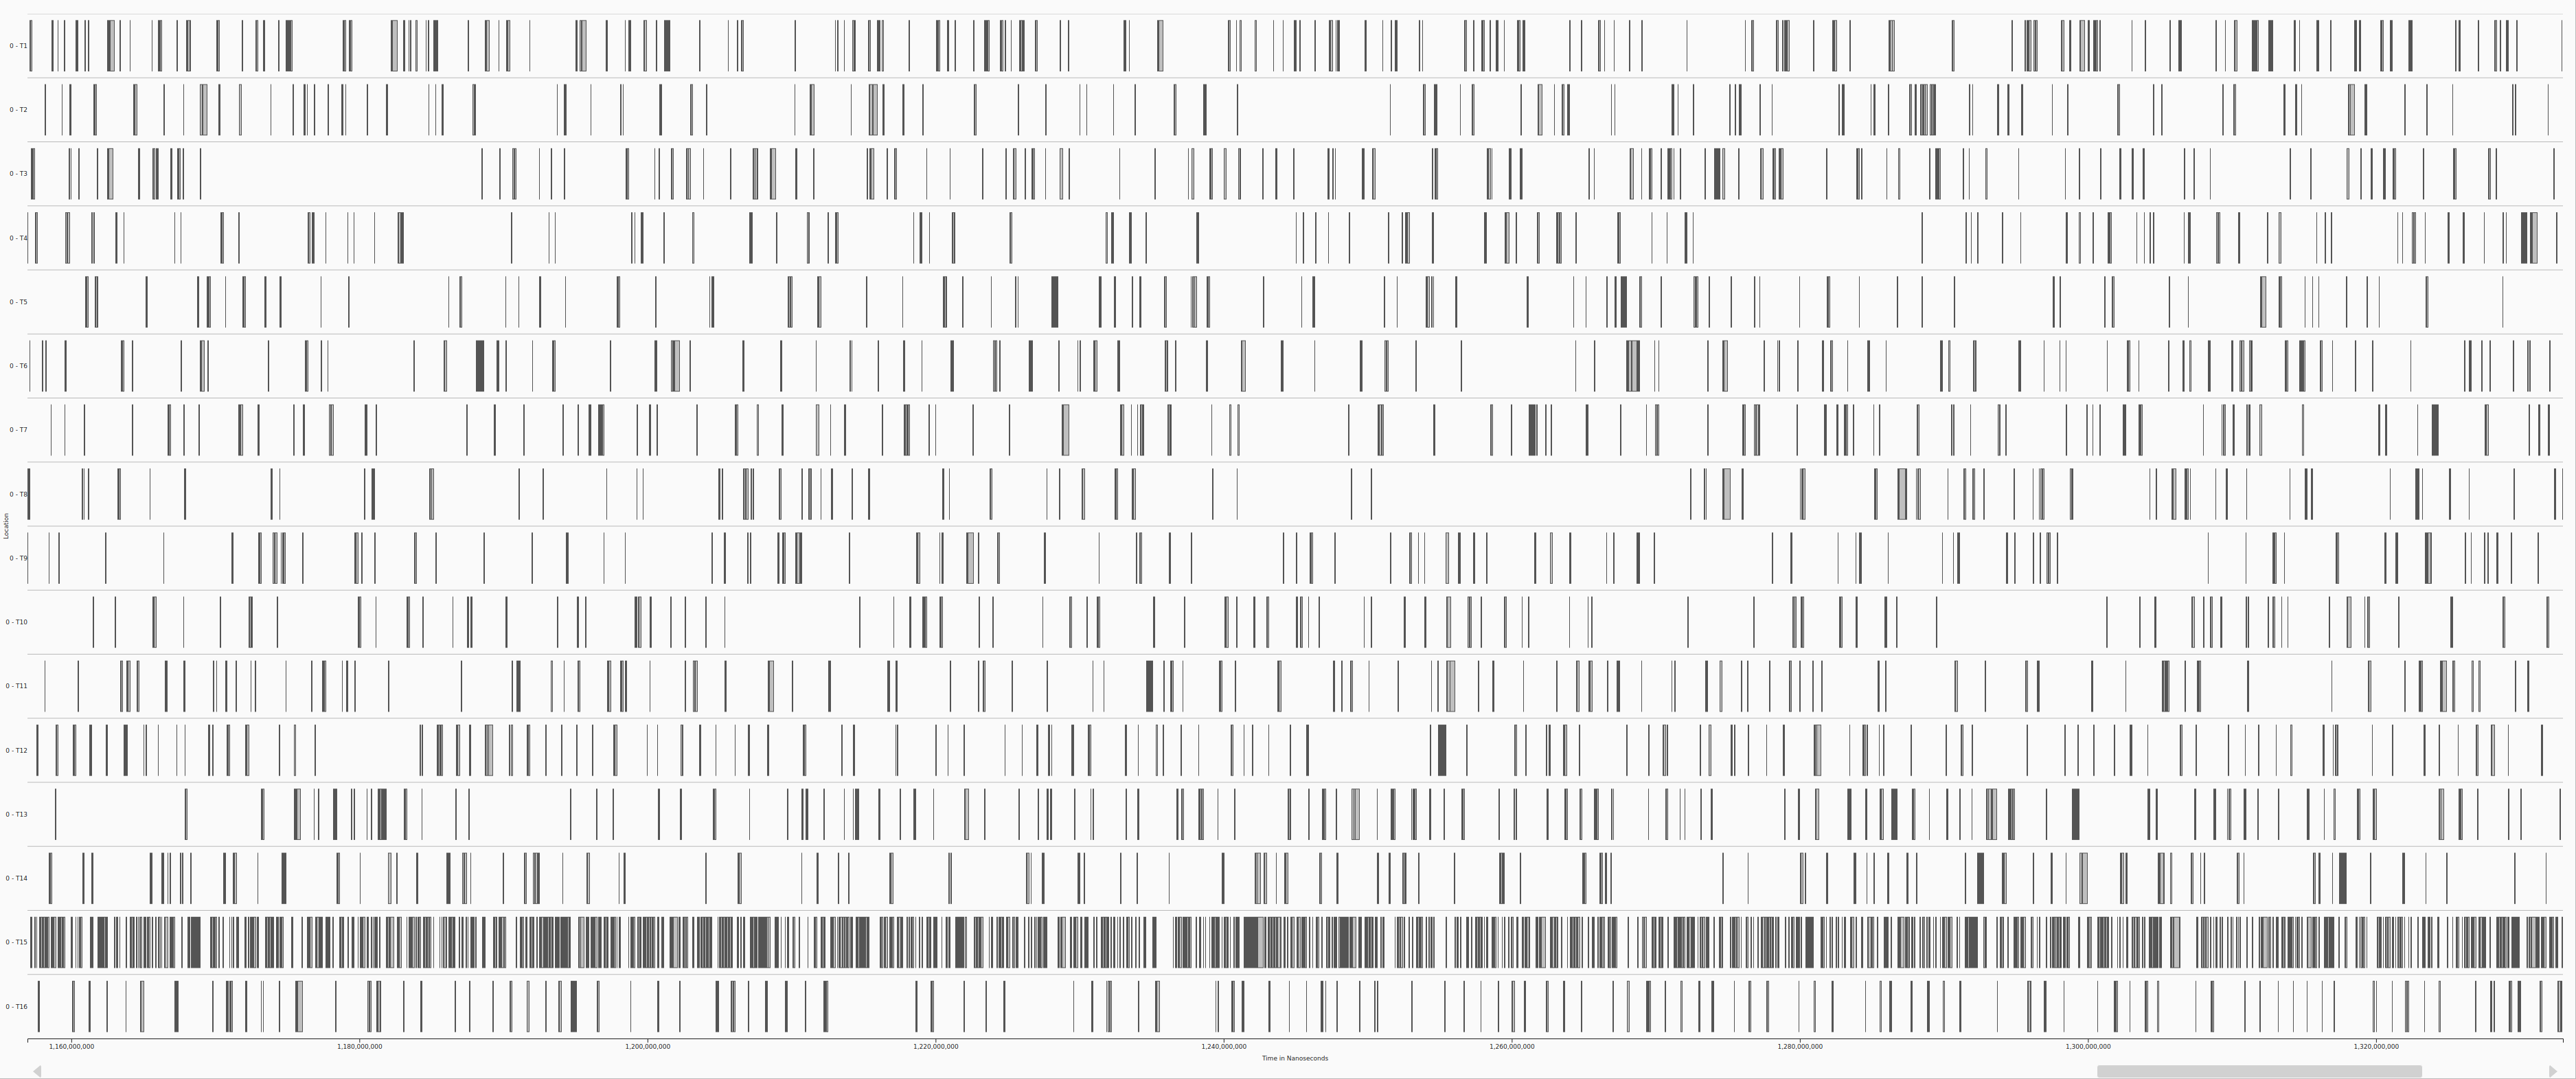 0 - T1
0 - T2
0 - T3
0 - T4
0 - T5
0 - T6
0 - T7
0 - T8
Location
0 - T9
0 - T10
0 - T11
0 - T12
0 - T13
0 - T14
0 - T15
0 - T16
1,160,000,000 1,180,000,000 1,200,000,000 1,220,000,000 1,240,000,000 1,260,000,000 1,280,000,000 1,300,000,000 1,320,000,000
Time in Nanoseconds